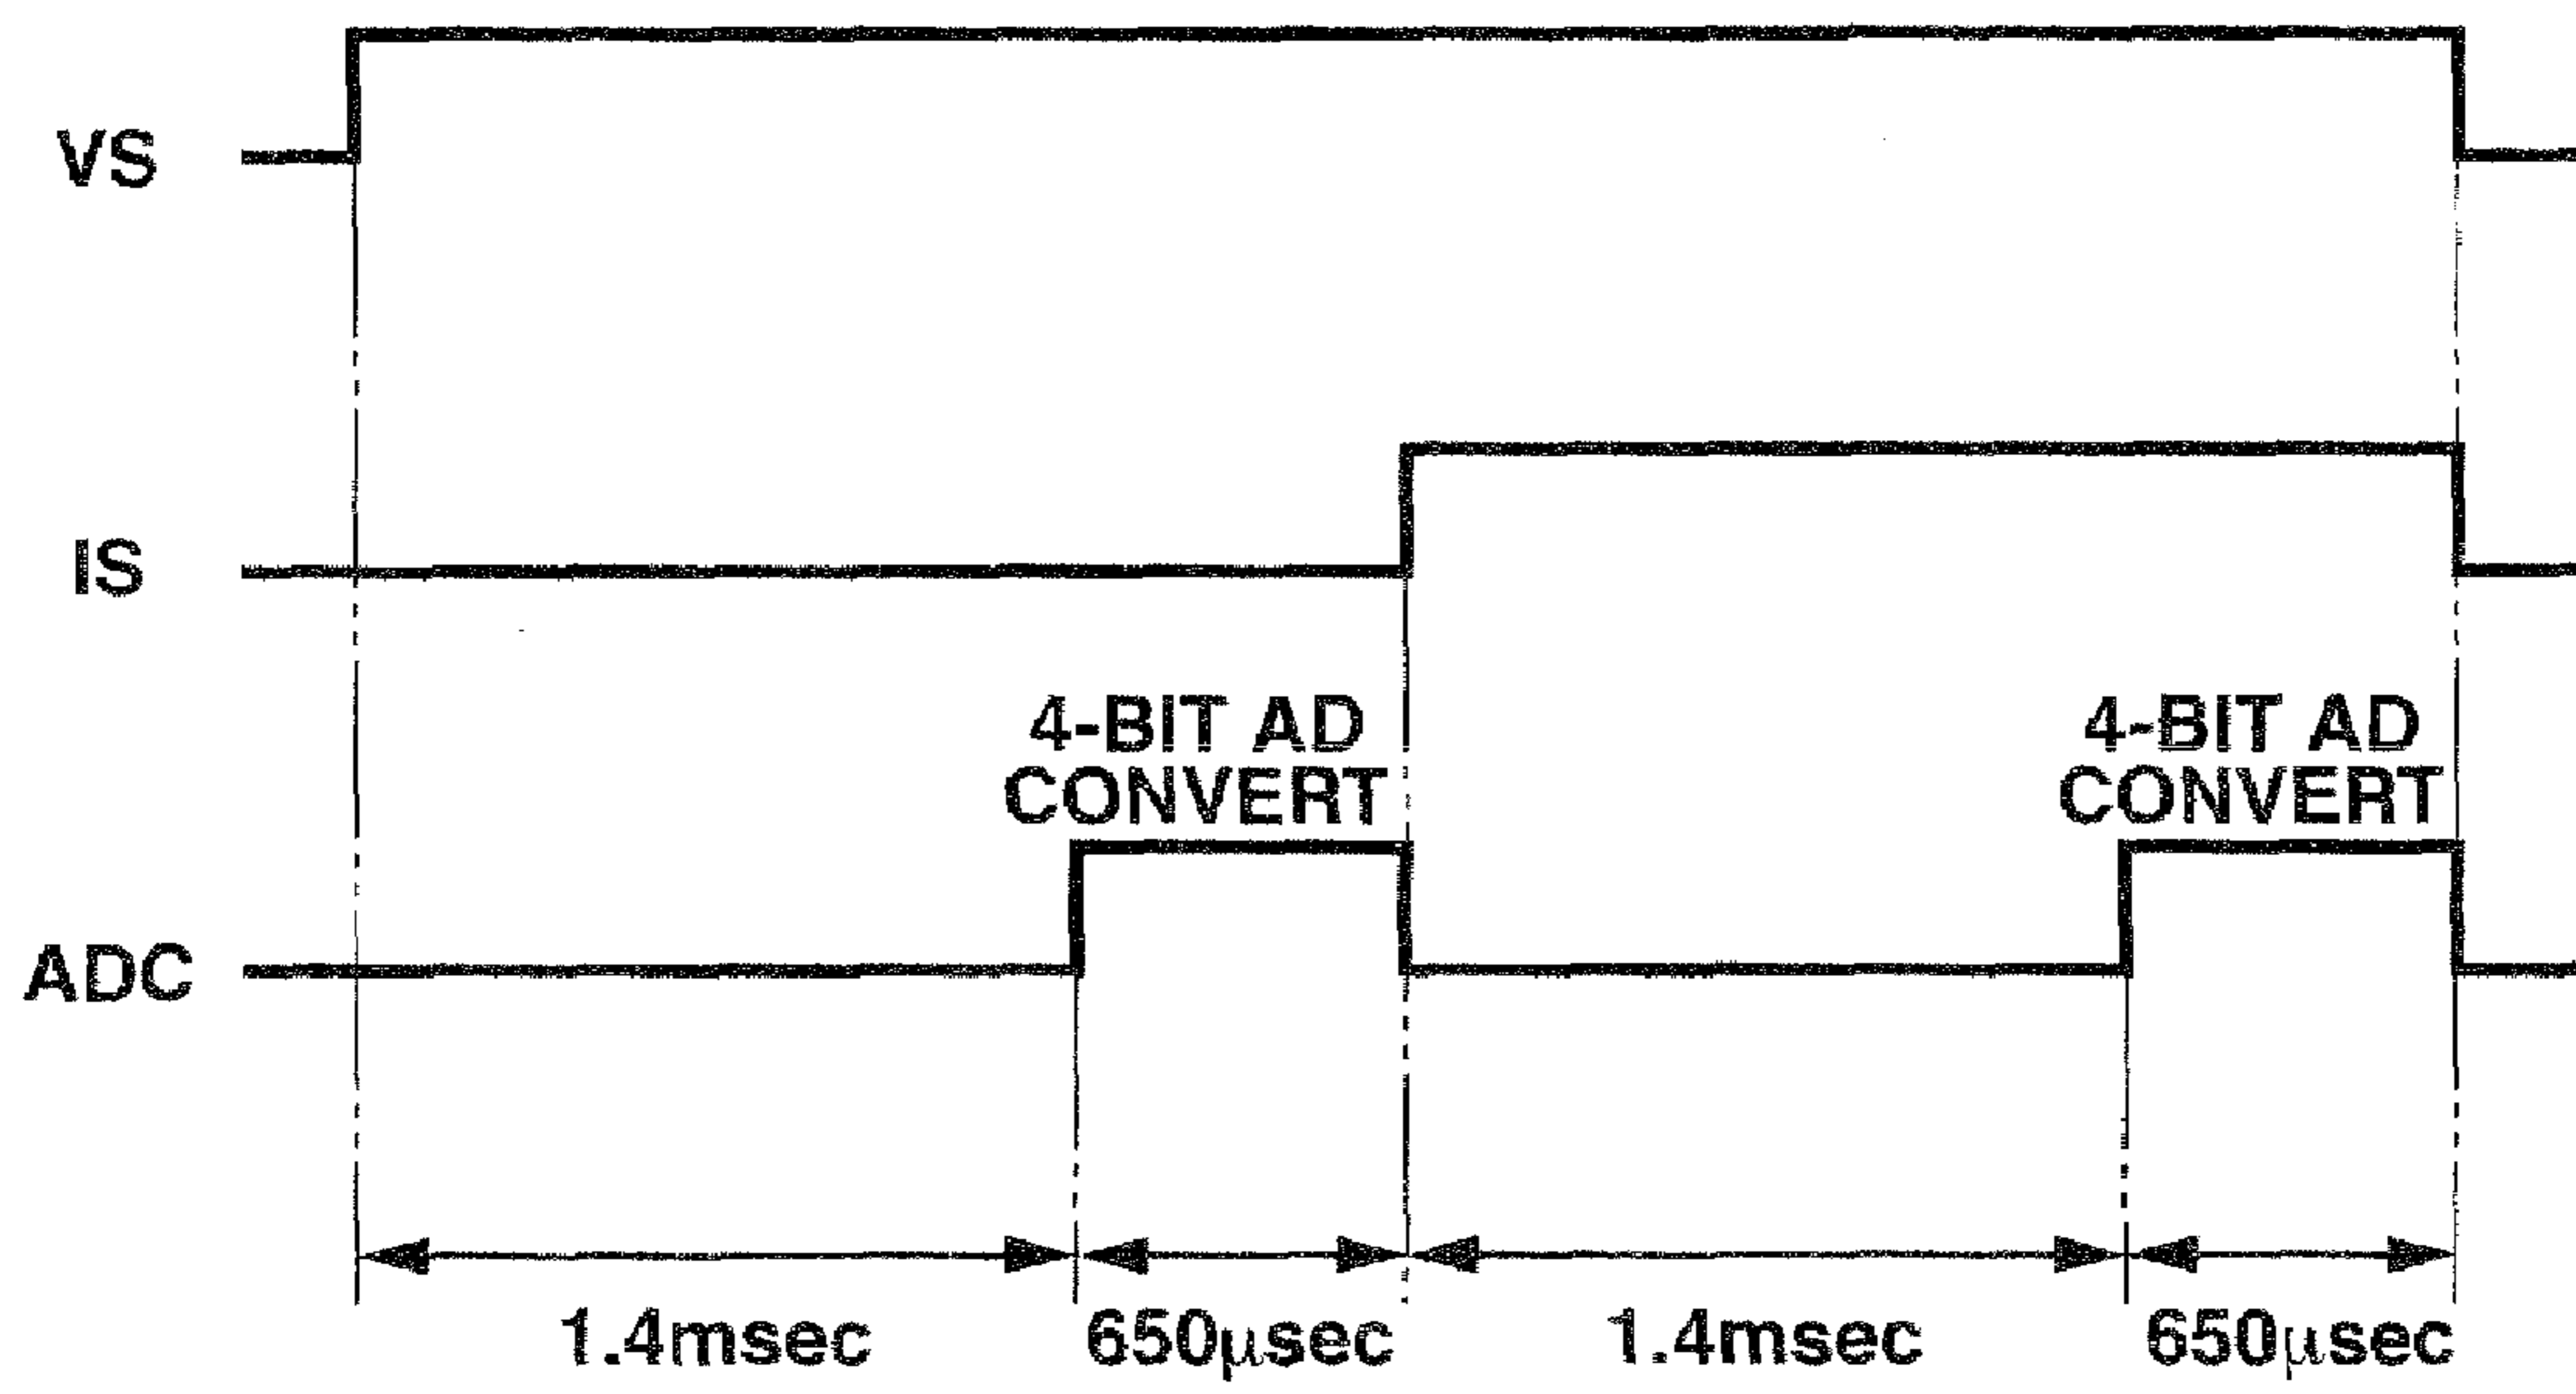 VS
IS
4-BIT AD
CONVERT
4-BIT AD
CONVERT
ADC
1.4msec
650μsec
1.4msec
650μsec